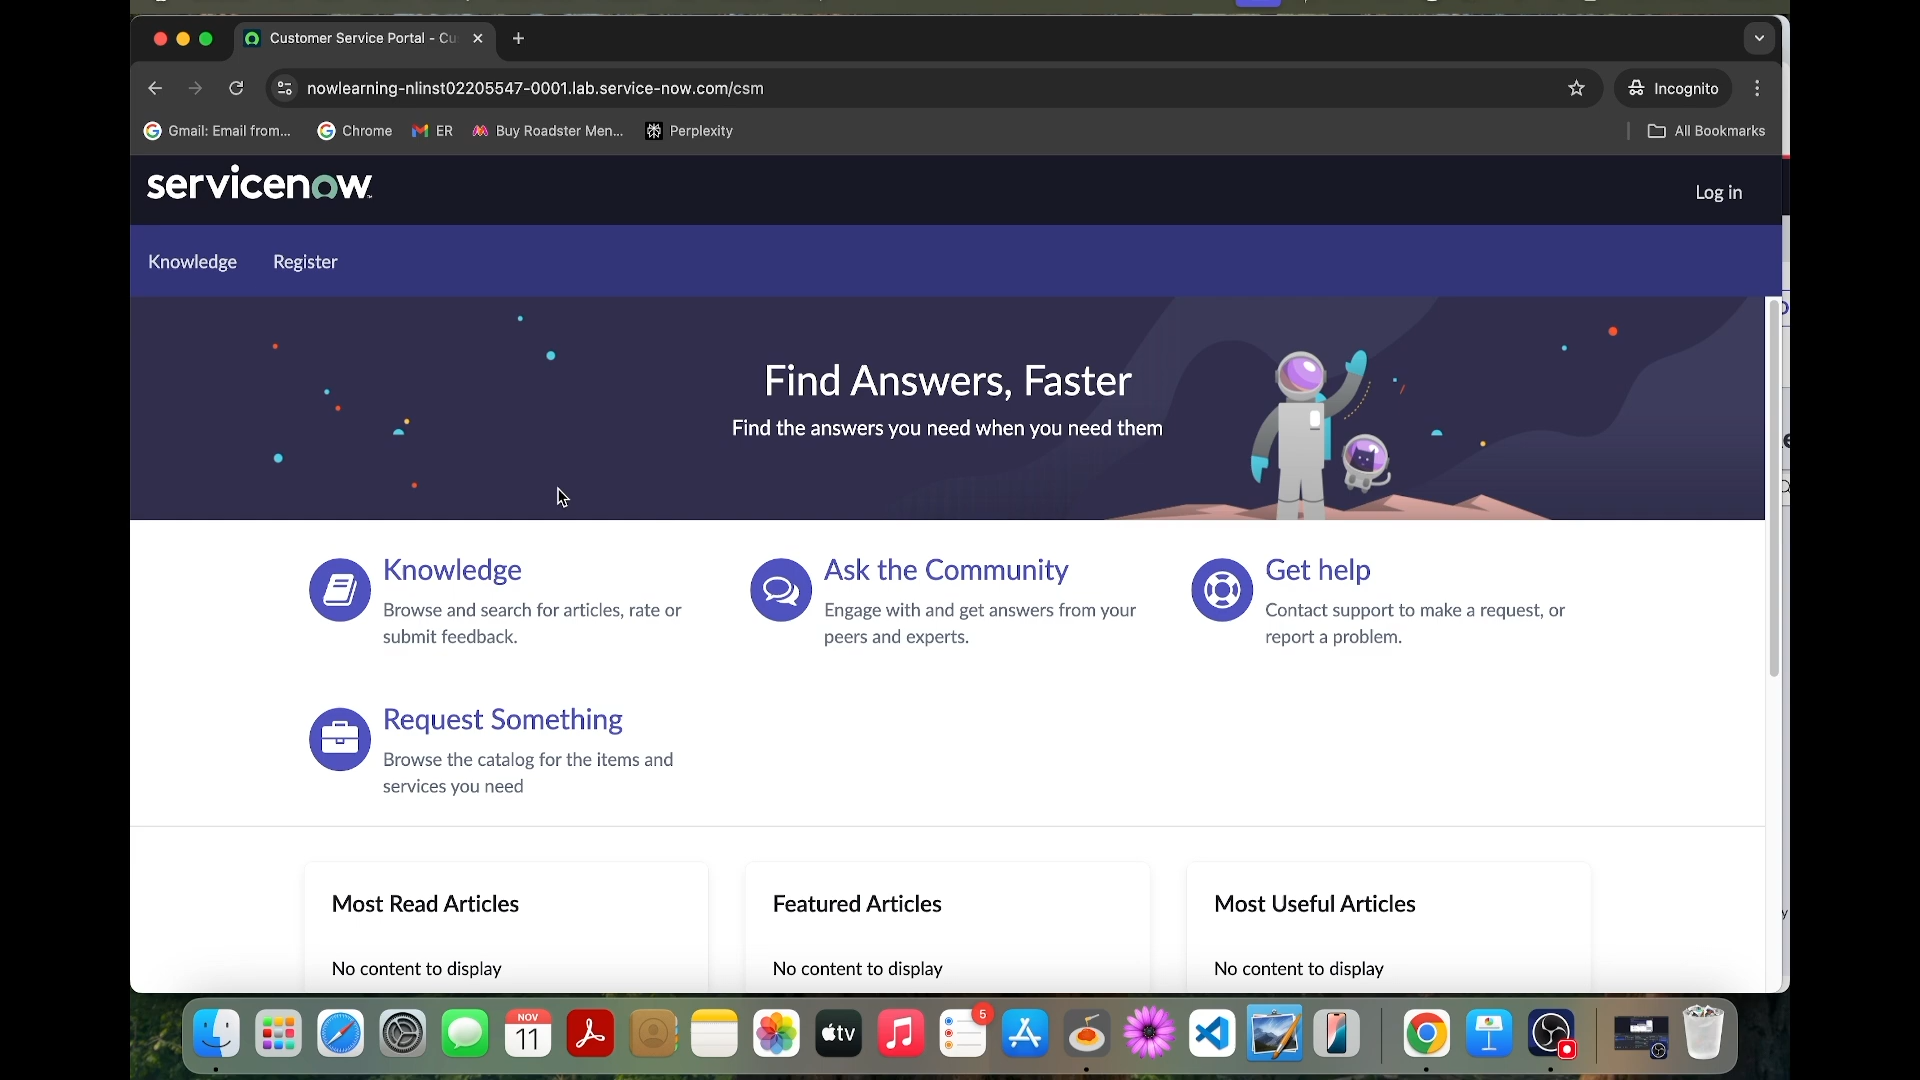 Customer Service Portal - Cu
nowlearning-nlinst02205547-0001.lab.service-now.com/csm
Incognito
Gmail: Email from...
Chrome
ER
Buy Roadster Men...
Perplexity
All Bookmarks
servicenow
Log in
Knowledge
Register
Find Answers, Faster
Find the answers you need when you need them
Knowledge
Browse and search for articles, rate or
submit feedback.
Ask the Community
Engage with and get answers from your
peers and experts.
Get help
Contact support to make a request, or
report a problem.
Request Something
Browse the catalog for the items and
services you need
Most Read Articles
No content to display
Featured Articles
No content to display
Most Useful Articles
No content to display
NOV
11
tv
5